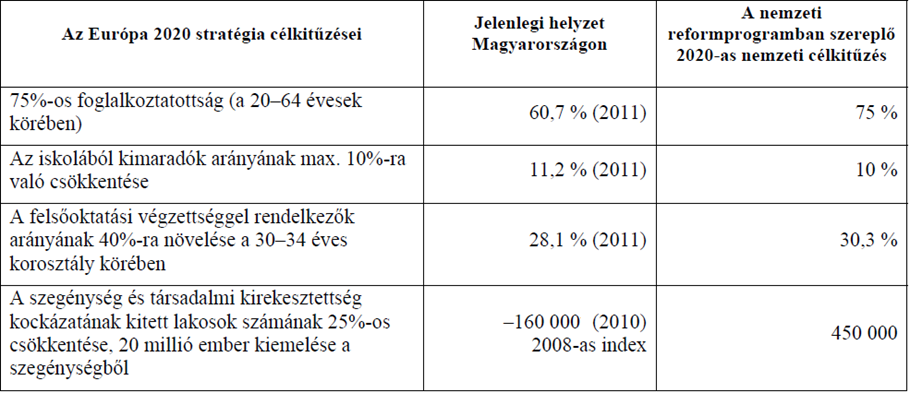 Az Európa 2020 stratégia célkitűzései
Jelenlegi helyzet
Magyarországon
A nemzeti
reformprogramban szereplő
2020-as nemzeti célkitűzés
75%-os foglalkoztatottság (a 20–64 évesek
körében)
60,7 % (2011)
75 %
Az iskolából kimaradók arányának max. 10%-ra
való csökkentése
11,2 % (2011)
10 %
A felsőoktatási végzettséggel rendelkezők
arányának 40%-ra növelése a 30–34 éves
korosztály körében
28,1 % (2011)
30,3 %
A szegénység és társadalmi kirekesztettség
kockázatának kitett lakosok számának 25%-os
csökkentése, 20 millió ember kiemelése a
szegénységből
–160 000 (2010)
2008-as index
450 000